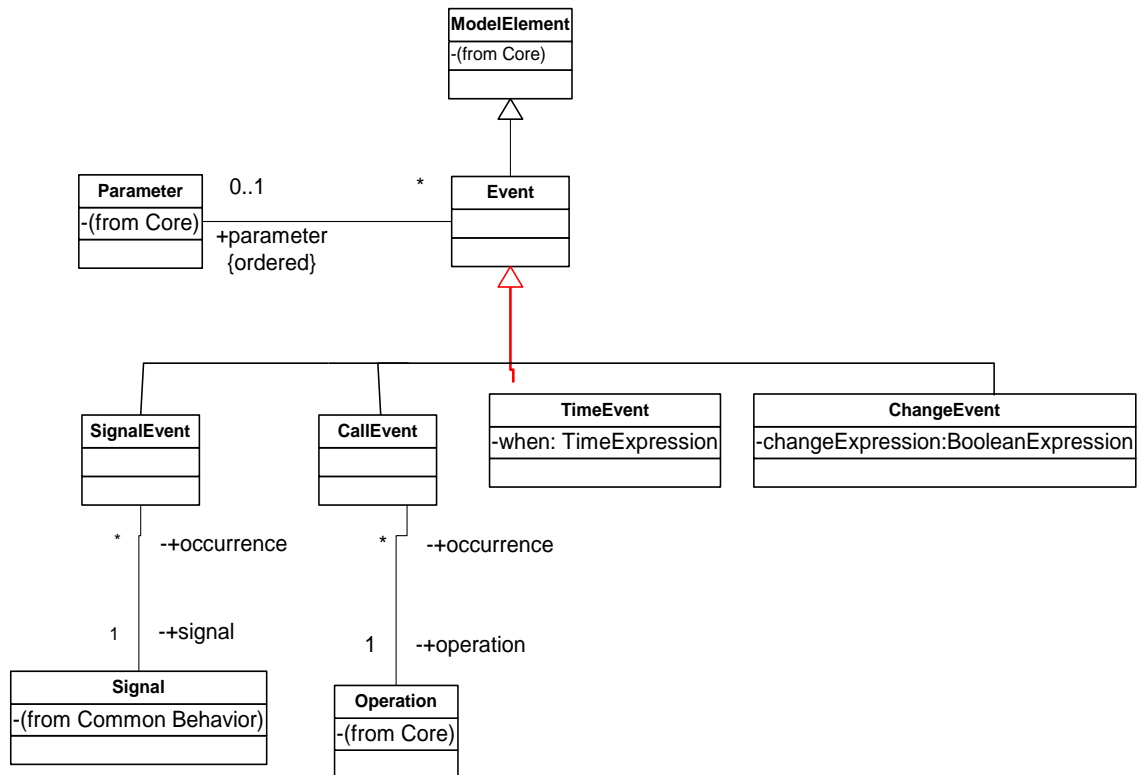 ModelElement
-(from Core)
Parameter
-(from Core)
0..1
*
+parameter
{ordered}
Event
SignalEvent
CallEvent
TimeEvent
-when: TimeExpression
ChangeEvent
-changeExpression:BooleanExpression
*
-+occurrence
*
-+occurrence
1
-+signal
1
-+operation
Signal
-(from Common Behavior)
Operation
-(from Core)